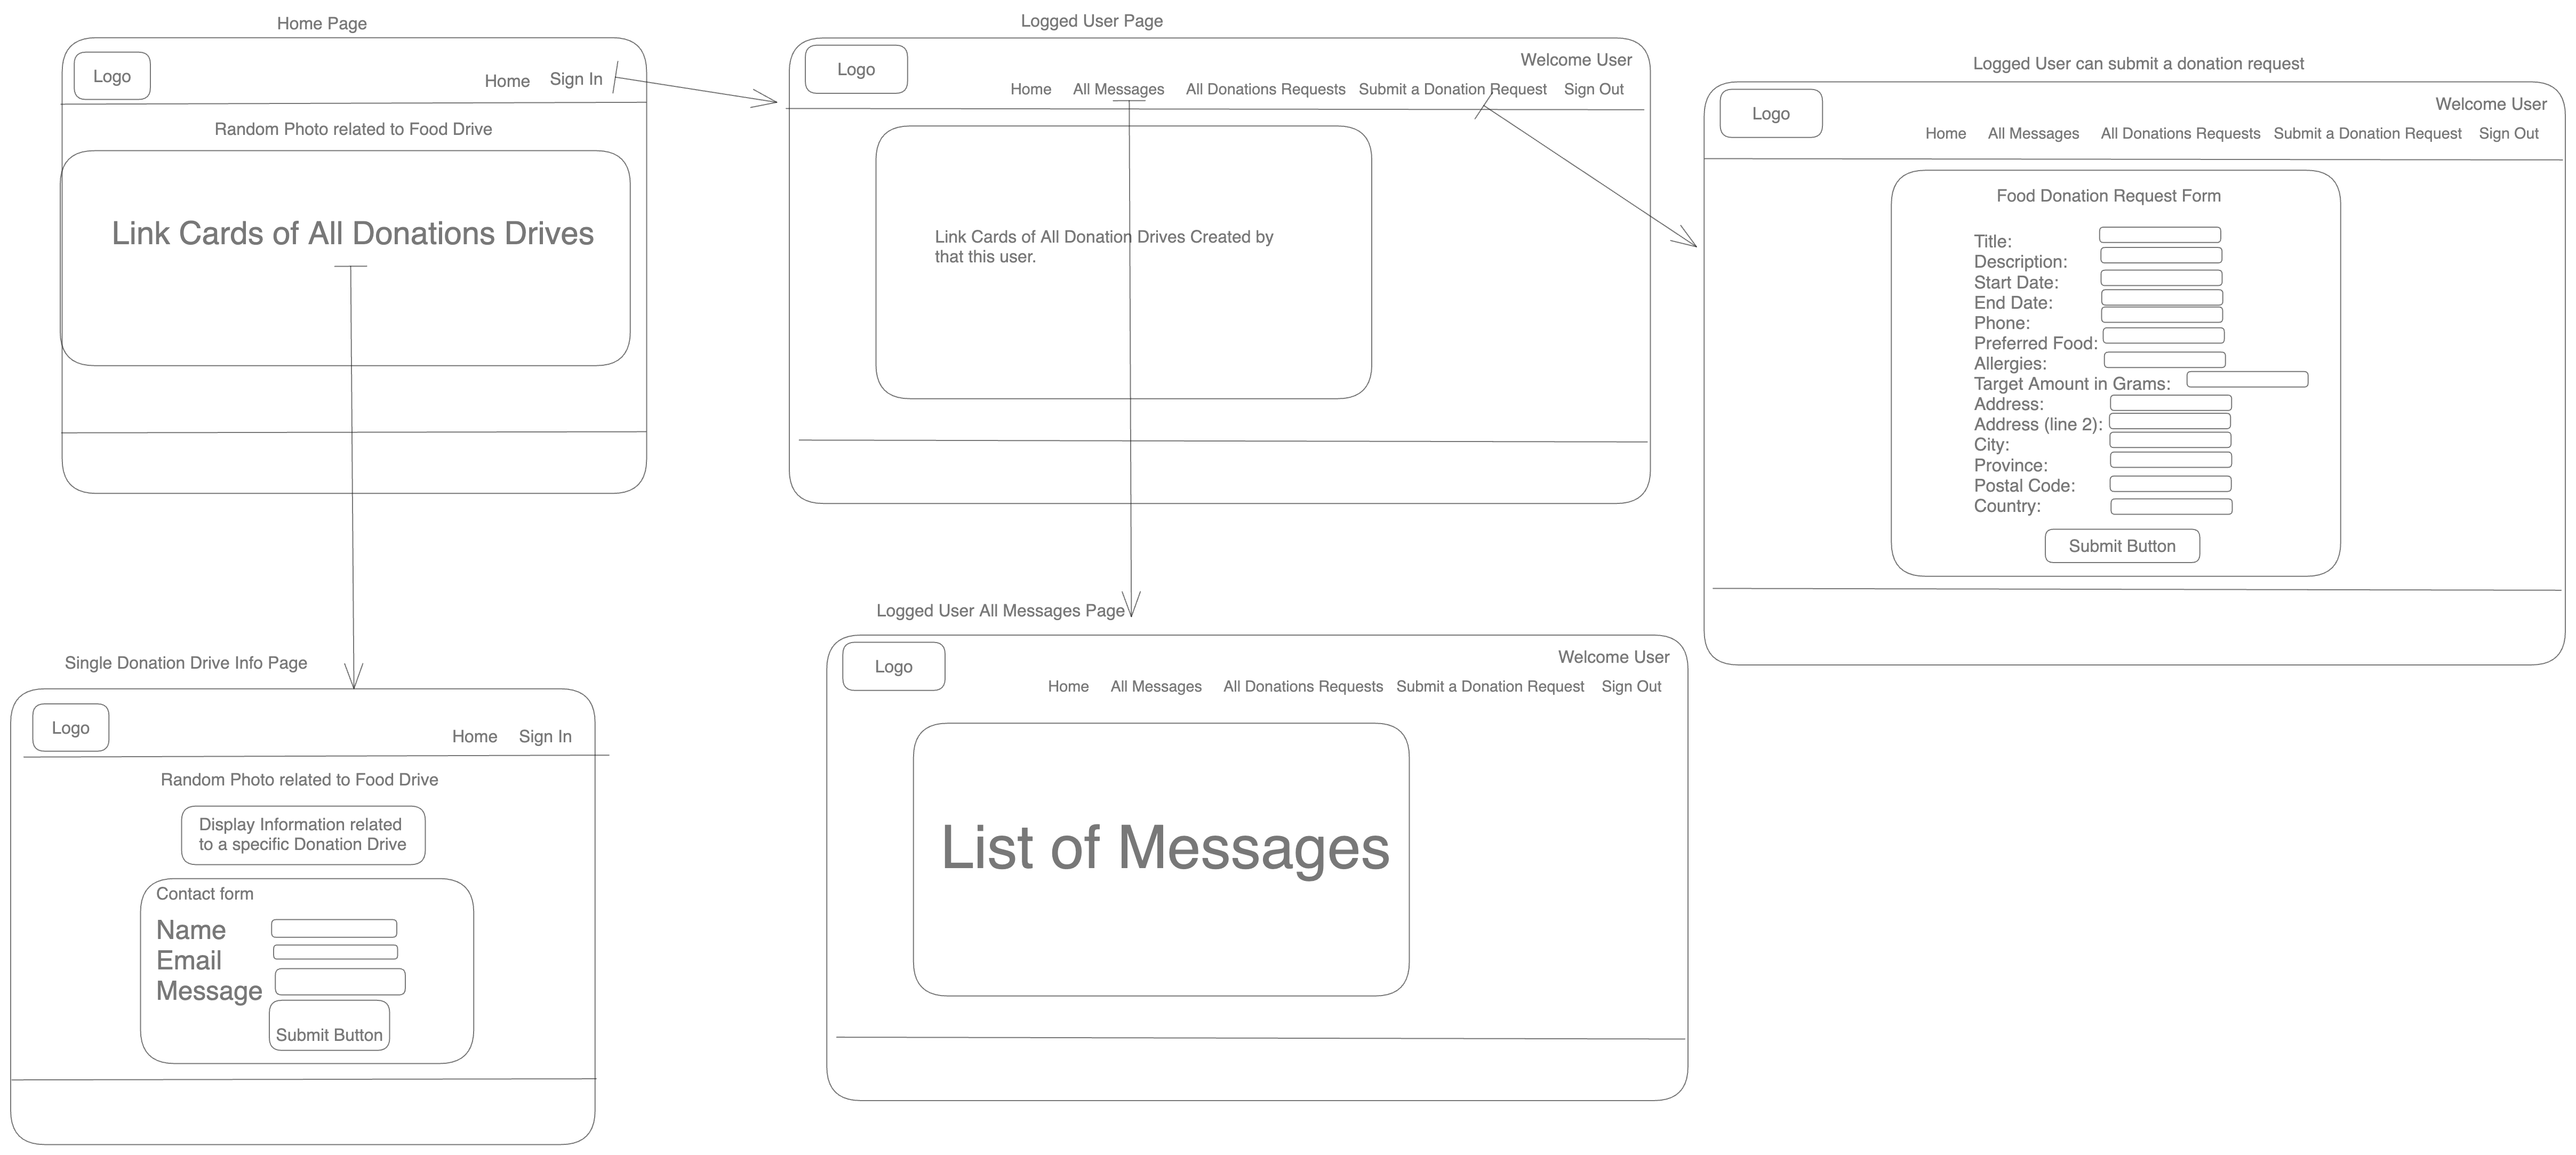 Home Page
Logo
Home Sign In
Random Photo related to Food Drive
Link Cards of All Donations Drives
Logged User Page
Logo
Welcome User
Home All Messages All Donations Requests Submit a Donation Request Sign Out
Link Cards of All Donation Drives Created by
that this user.
Logged User can submit a donation request
Logo
Welcome User
Home All Messages All Donations Requests Submit a Donation Request Sign Out
Food Donation Request Form
Title:
Description:
Start Date:
End Date:
Phone:
Preferred Food:
Allergies:
Target Amount in Grams:
Address:
Address (line 2):
City:
Province:
Postal Code:
Country:
Submit Button
Single Donation Drive Info Page
Logo
Home Sign In
Random Photo related to Food Drive
Display Information related
to a specific Donation Drive
Contact form
Name
Email
Message
Submit Button
Logged User All Messages Page
Logo
Welcome User
Home All Messages All Donations Requests Submit a Donation Request Sign Out
List of Messages